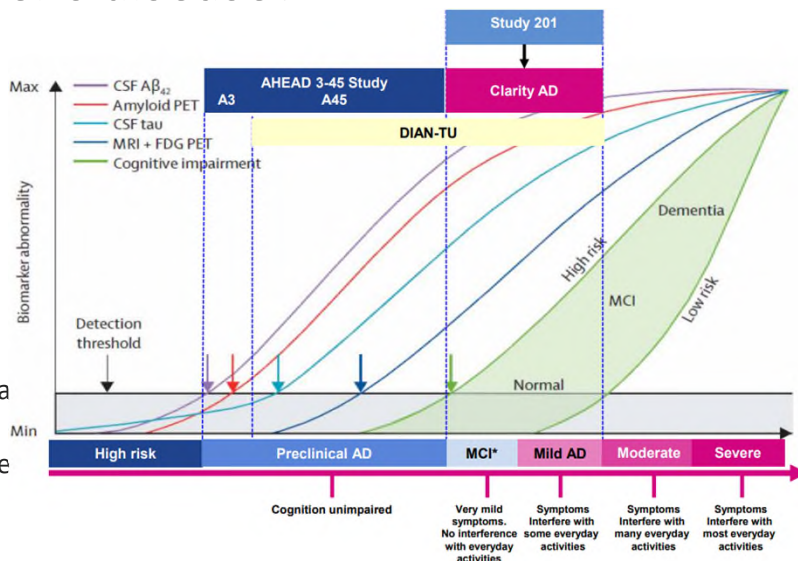 Study 201
AHEAD 3-45 Study
A3
A45
Clarity AD
DIAN-TU
Max
CSF Aβ42
Amyloid PET
CSF tau
MRI + FDG PET
Cognitive impairment
Biomarker abnormality
Detection
threshold
High risk
Dementia
MCI
Low risk
Normal
a
Min
High risk
Preclinical AD
MCI*
Mild AD
Moderate
Severe
e
Cognition unimpaired
Very mild
symptoms.
No interference
with everyday
activities
Symptoms
Interfere with
some everyday
activities
Symptoms
Interfere with
many everyday
activities
Symptoms
Interfere with
most everyday
activities